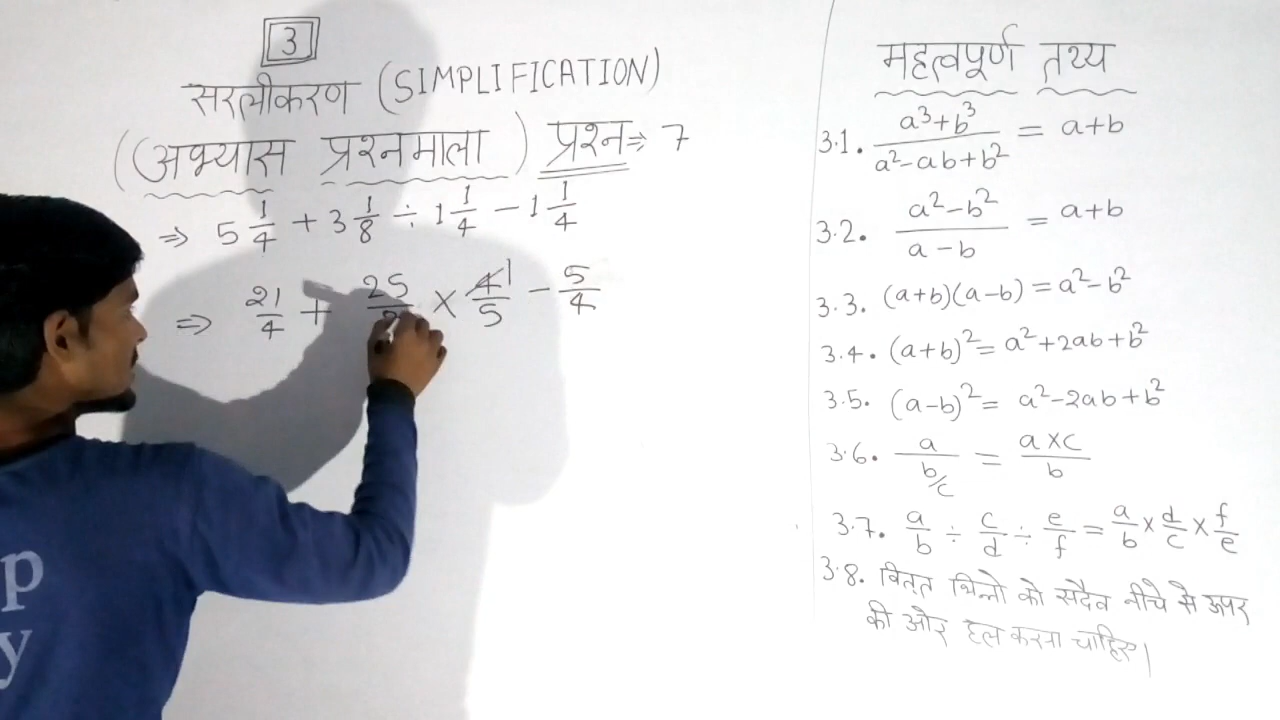 3
सरलीकरण (SIMPLIFICATION)
(अभ्यास प्रश्नमाला) प्रश्न⇒ 7
⇒ 5 1/4 + 3 1/8 ÷ 1 1/4 − 1 1/4
⇒ 21/4 + 25/ × 4/5 1 − 5/4
महत्वपूर्ण तथ्य
3.1. (a³+b³)/(a²−ab+b²) = a+b
3.2. (a²−b²)/(a−b) = a+b
3.3. (a+b)(a−b) = a²−b²
3.4. (a+b)² = a²+2ab+b²
3.5. (a−b)² = a²−2ab+b²
3.6. a/(b/c) = (a×c)/b
3.7. a/b ÷ c/d ÷ e/f = a/b × d/c × f/e
3.8. वितत भिन्नो को सदैव नीचे से ऊपर
की ओर हल करना चाहिए।
p
y